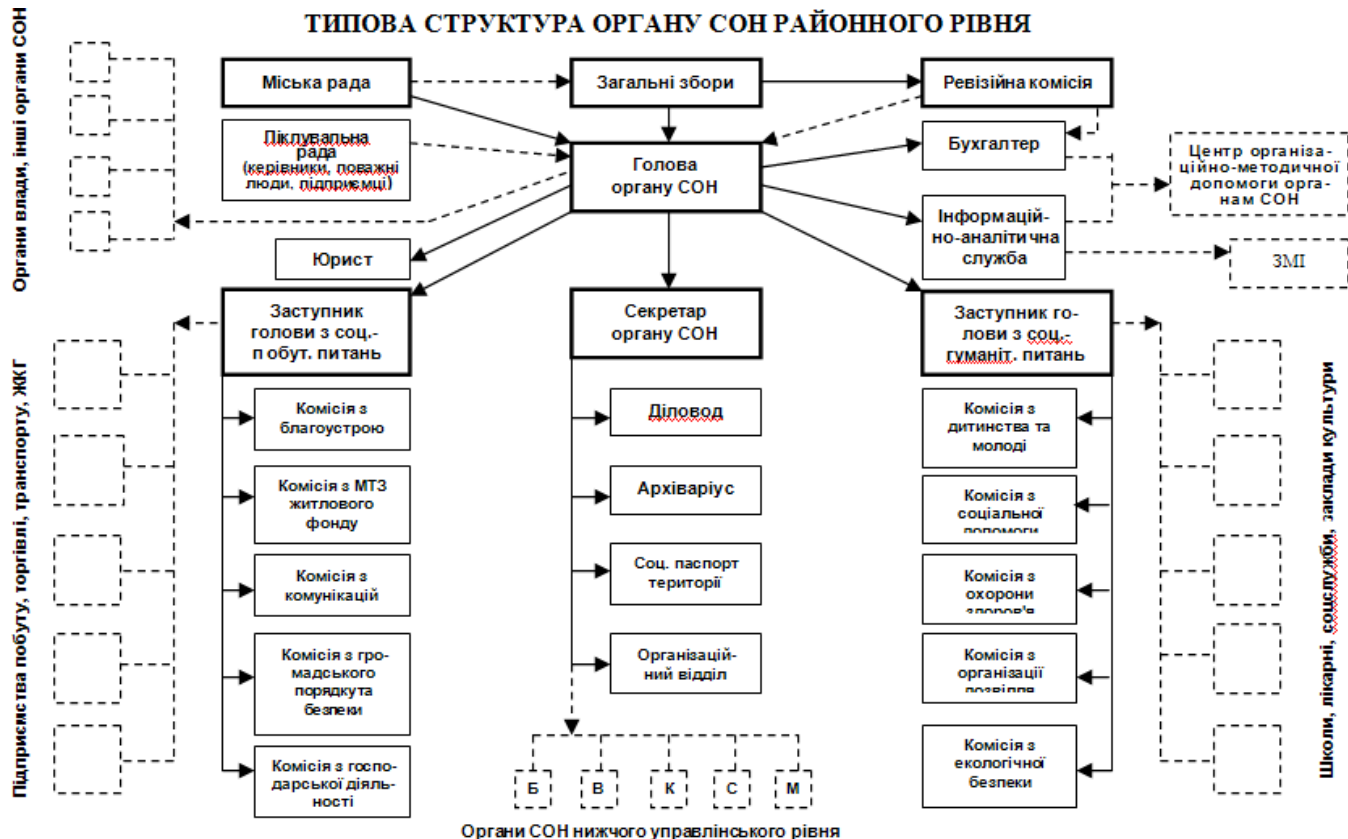 ТИПОВА СТРУКТУРА ОРГАНУ СОН РАЙОННОГО РІВНЯ
Органи влади, інші органи СОН
Міська рада
Загальні збори
Ревізійна комісія
Піклувальна
рада
(керівники, поважні
люди, підприємці)
Голова
органу СОН
Бухгалтер
Центр організа-
ційно-методичної
допомоги орга-
нам СОН
Інформацій-
но-аналітична
служба
ЗМІ
Юрист
Заступник
голови з соц.-
п обут. питань
Секретар
органу СОН
Заступник го-
лови з соц.-
гуманіт. питань
Підприємства побуту, торгівлі, транспорту, ЖКГ
Комісія з
благоустрою
Комісія з МТЗ
житлового
фонду
Комісія з
комунікацій
Комісія з гро-
мадського
порядкута
безпеки
Комісія з госпо-
дарської діяль-
ності
Діловод
Архіваріус
Соц. паспорт
території
Організацій-
ний відділ
Комісія з
дитинства та
молоді
Комісія з
соціальної
допомоги
Комісія з
охорони
здоров'я
Комісія з
організації
дозвілля
Комісія з
екологічної
безпеки
Школи, лікарні, соцслужби, заклади культури
Б В К С М
Органи СОН нижчого управлінського рівня